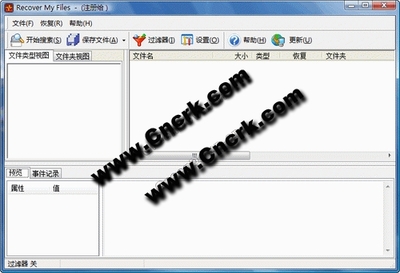 Recover My Files - (注册哈)
文件(F) 恢复(R) 帮助(H)
开始搜索(S) 保存文件(A) 过滤器(I) 设置(O) 帮助(H) 更新(U)
文件类型视图 文件夹视图 文件名 大小 类型 恢复 文件夹
www.Cncrk.com
www.Cncrk.com
预览 事件记录
属性 值
过滤器 关